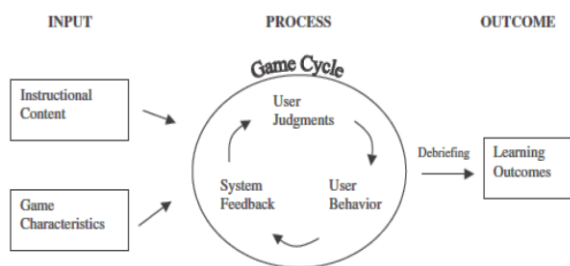 INPUT PROCESS OUTCOME
Game Cycle
Instructional
Content
User
Judgments
Debriefing
Learning
Outcomes
System
Feedback
User
Behavior
Game
Characteristics